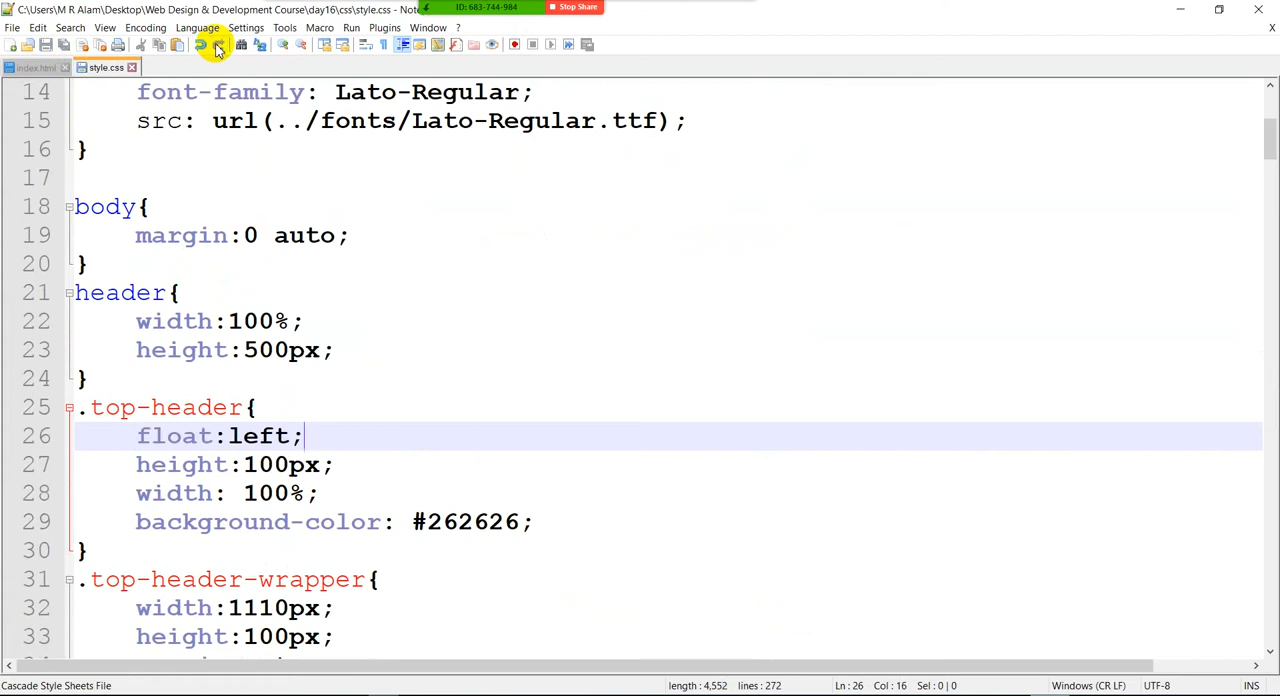 C:\Users\M R Alam\Desktop\Web Design & Development Course\day16\css\style.css - Note
ID: 683-744-984
Stop Share
File Edit Search View Encoding Language Settings Tools Macro Run Plugins Window ? X
index.html
style.css
14 font-family: Lato-Regular;
15 src: url(../fonts/Lato-Regular.ttf);
16 }
17
18 body{
19 margin:0 auto;
20 }
21 header{
22 width:100%;
23 height:500px;
24 }
25 .top-header{
26 float:left;
27 height:100px;
28 width: 100%;
29 background-color: #262626;
30 }
31 .top-header-wrapper{
32 width:1110px;
33 height:100px;
Cascade Style Sheets File length : 4,552 lines : 272 Ln : 26 Col : 16 Sel : 0 | 0 Windows (CR LF) UTF-8 INS